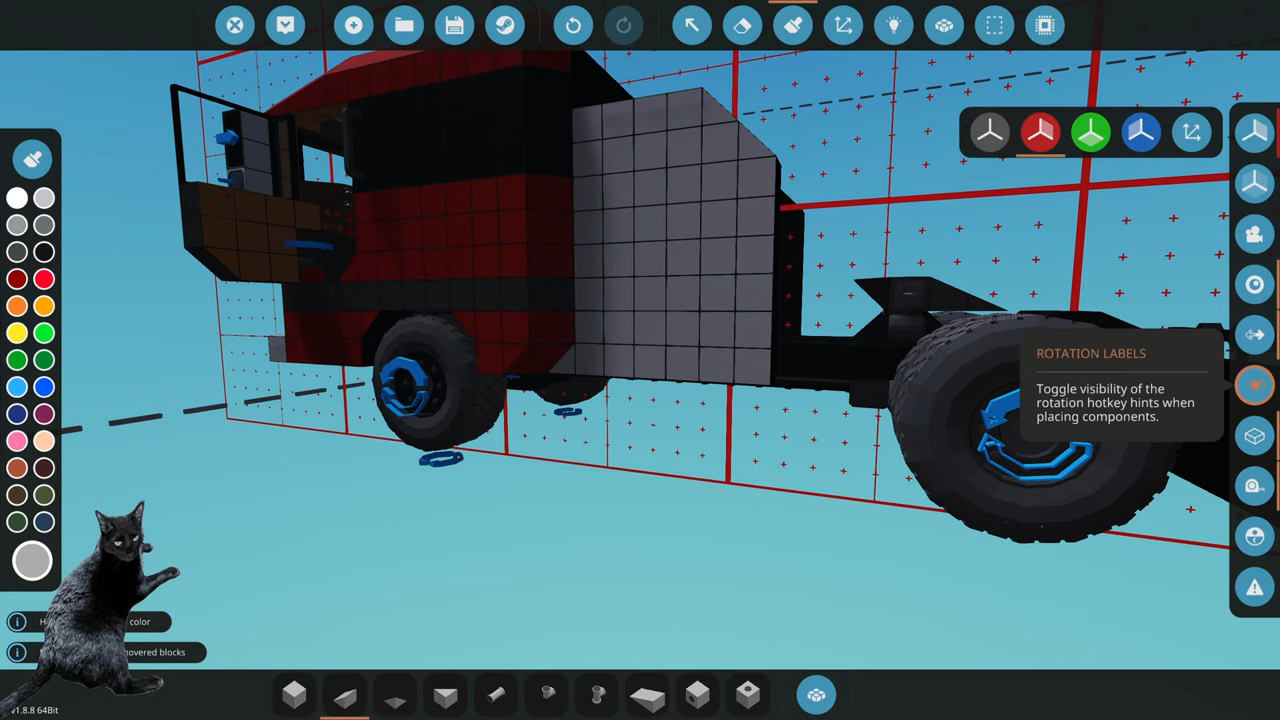 ROTATION LABELS
Toggle visibility of the
rotation hotkey hints when
placing components.
color
overed blocks
v1.8.8 64Bit